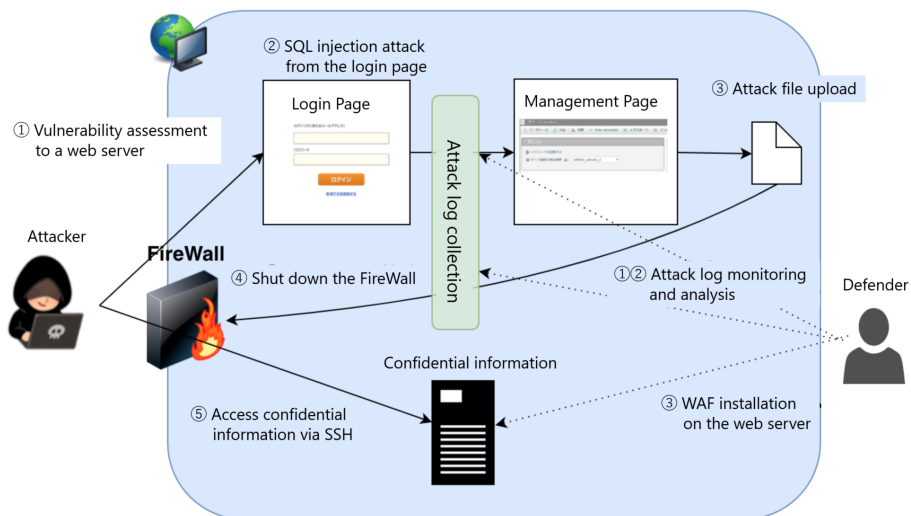 ② SQL injection attack
from the login page
③ Attack file upload
① Vulnerability assessment
to a web server
Login Page
ログイン
Management Page
Attack log collection
Attacker
FireWall
④ Shut down the FireWall
①② Attack log monitoring
and analysis
Defender
Confidential information
⑤ Access confidential
information via SSH
③ WAF installation
on the web server